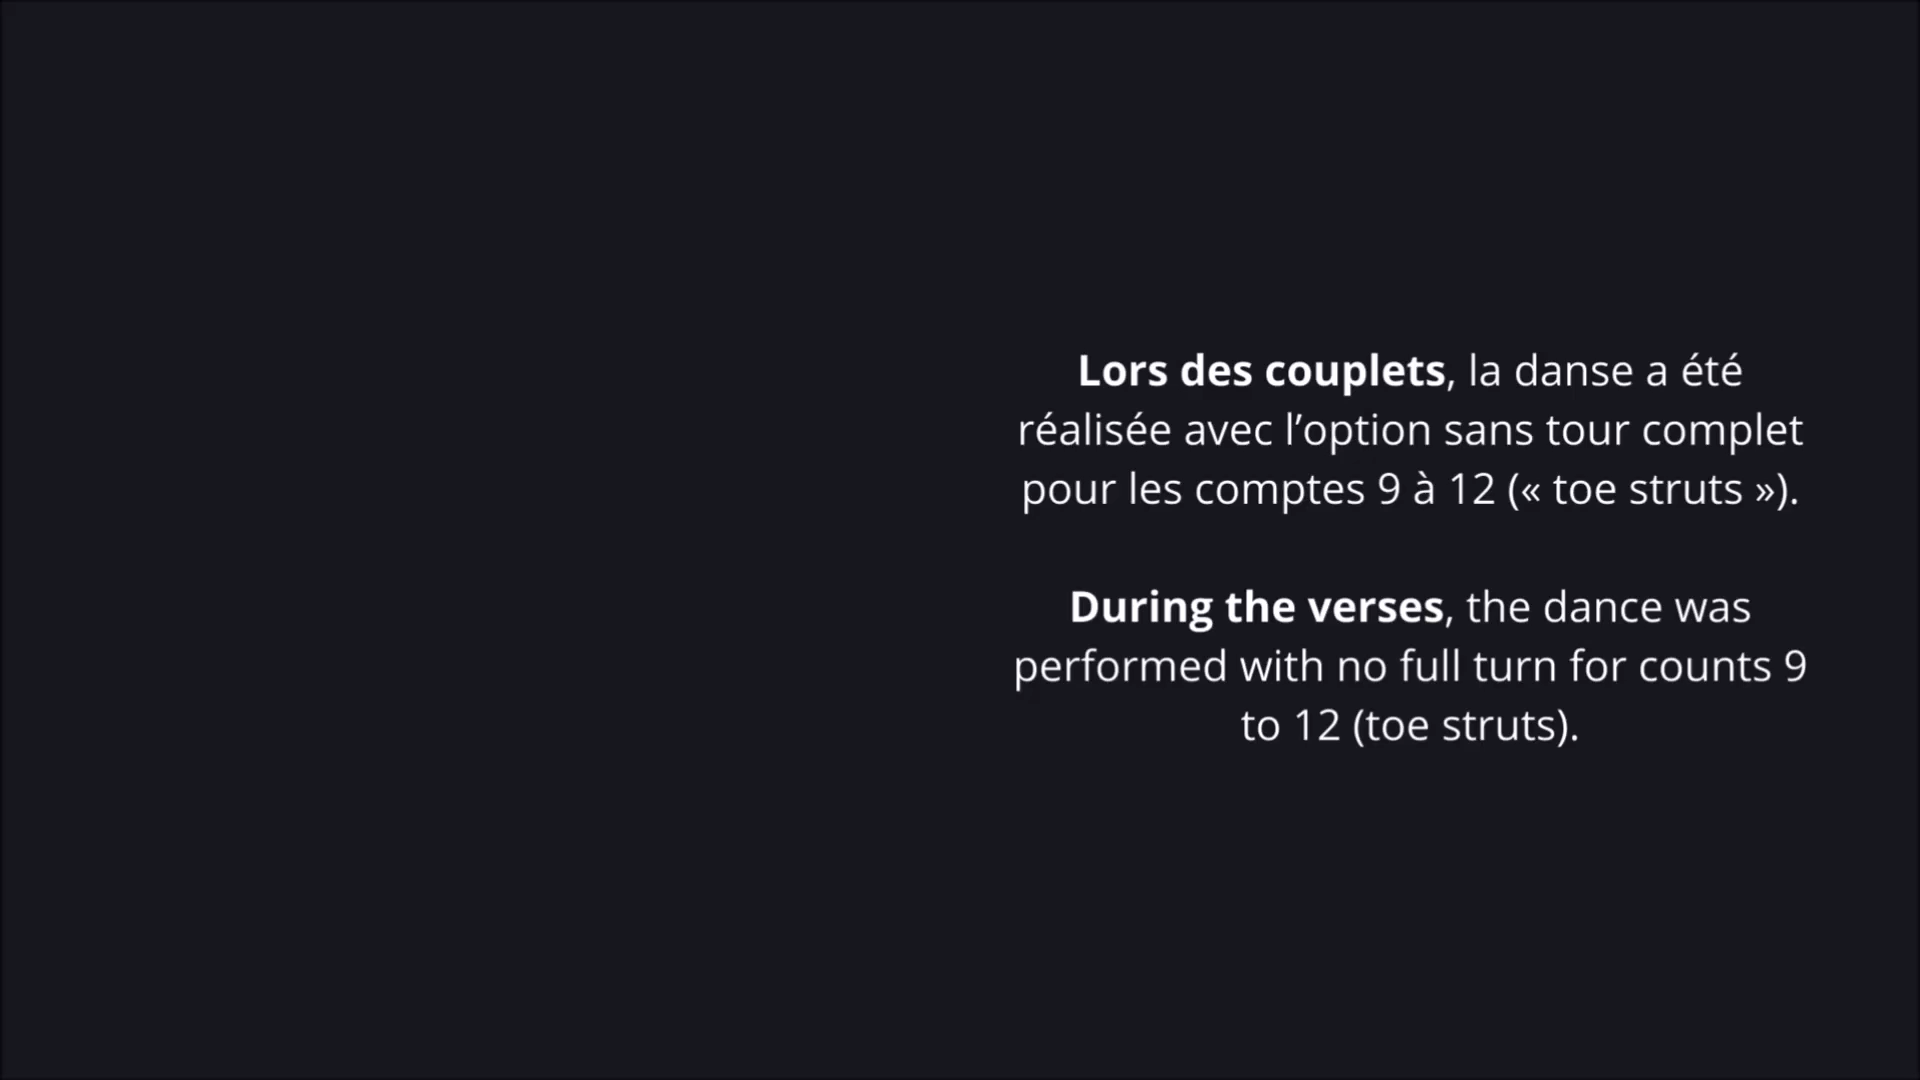 Lors des couplets, la danse a été
réalisée avec l’option sans tour complet
pour les comptes 9 à 12 (« toe struts »).
During the verses, the dance was
performed with no full turn for counts 9
to 12 (toe struts).